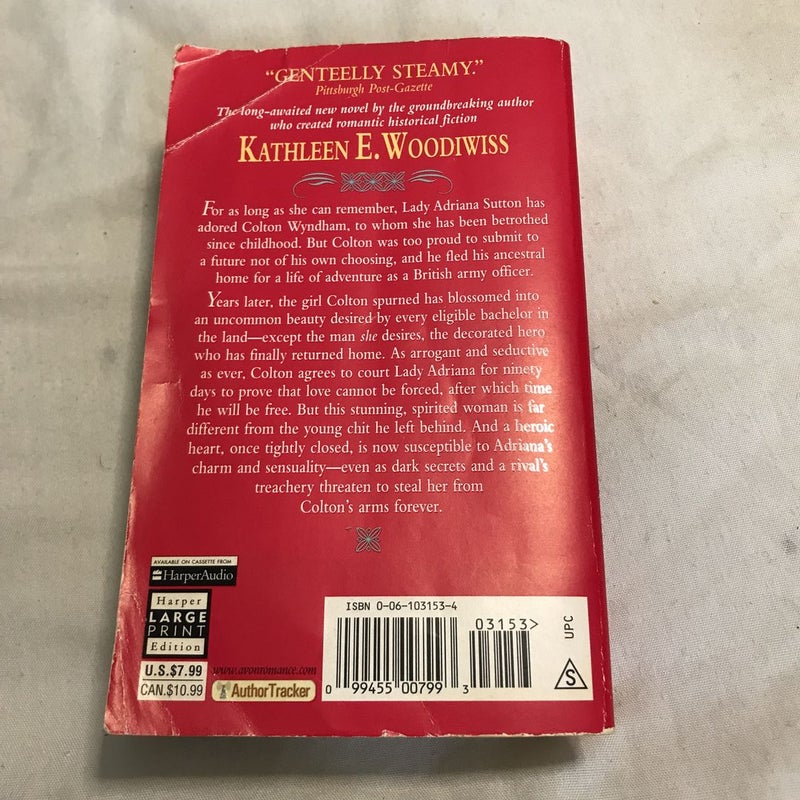 “GENTEELLY STEAMY.”
Pittsburgh Post-Gazette
The long-awaited new novel by the groundbreaking author
who created romantic historical fiction
KATHLEEN E. WOODIWISS
For as long as she can remember, Lady Adriana Sutton has
adored Colton Wyndham, to whom she has been betrothed
since childhood. But Colton was too proud to submit to
a future not of his own choosing, and he fled his ancestral
home for a life of adventure as a British army officer.
Years later, the girl Colton spurned has blossomed into
an uncommon beauty desired by every eligible bachelor in
the land—except the man she desires, the decorated hero
who has finally returned home. As arrogant and seductive
as ever, Colton agrees to court Lady Adriana for ninety
days to prove that love cannot be forced, after which time
he will be free. But this stunning, spirited woman is far
different from the young chit he left behind. And a heroic
heart, once tightly closed, is now susceptible to Adriana’s
charm and sensuality—even as dark secrets and a rival’s
treachery threaten to steal her from
Colton’s arms forever.
AVAILABLE ON CASSETTE FROM
HarperAudio
Harper
LARGE
PRINT
Edition
U.S.$7.99
CAN.$10.99
www.avonromance.com
AuthorTracker
ISBN 0-06-103153-4
03153>
0 99455 00799 3
UPC
S